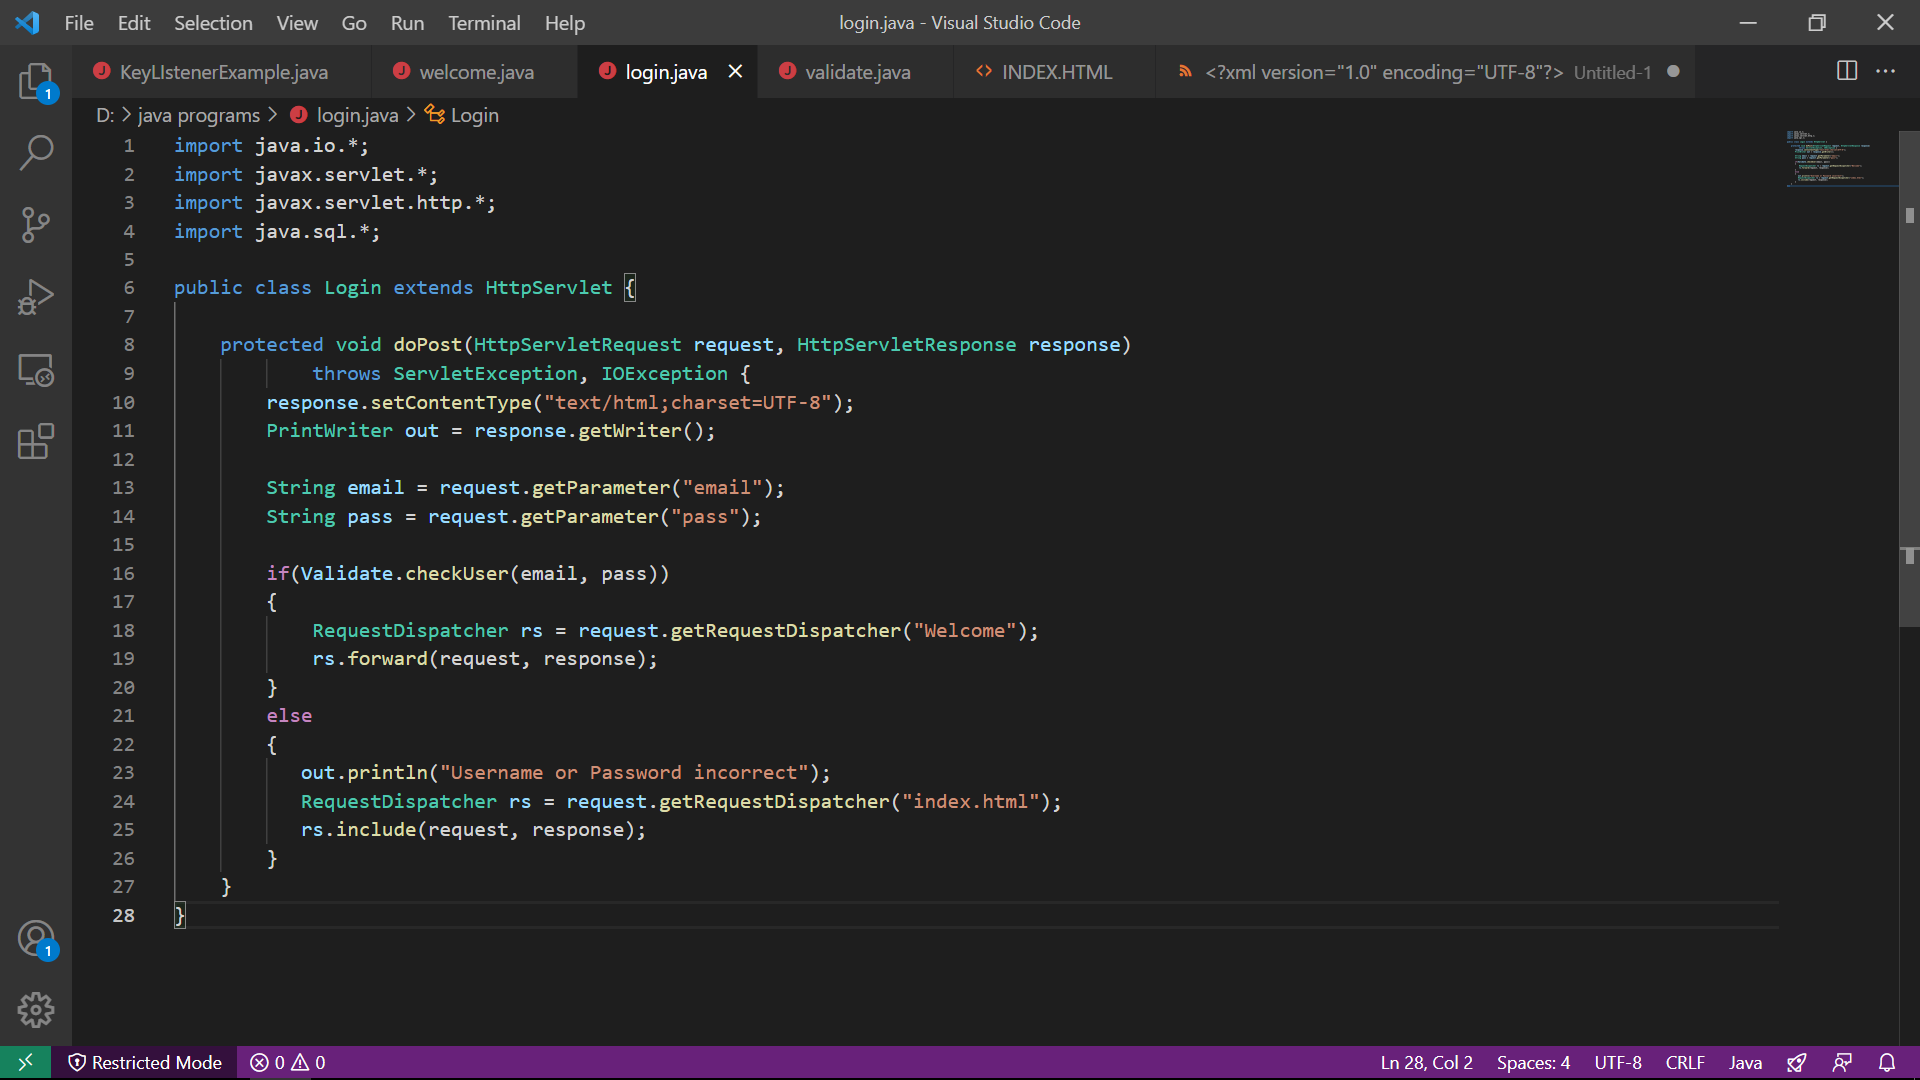 File Edit Selection View Go Run Terminal Help login.java - Visual Studio Code
KeyLIstenerExample.java welcome.java login.java validate.java INDEX.HTML <?xml version="1.0" encoding="UTF-8"?> Untitled-1
D: > java programs > login.java > Login
1 import java.io.*;
2 import javax.servlet.*;
3 import javax.servlet.http.*;
4 import java.sql.*;
5
6 public class Login extends HttpServlet {
7
8 protected void doPost(HttpServletRequest request, HttpServletResponse response)
9 throws ServletException, IOException {
10 response.setContentType("text/html;charset=UTF-8");
11 PrintWriter out = response.getWriter();
12
13 String email = request.getParameter("email");
14 String pass = request.getParameter("pass");
15
16 if(Validate.checkUser(email, pass))
17 {
18 RequestDispatcher rs = request.getRequestDispatcher("Welcome");
19 rs.forward(request, response);
20 }
21 else
22 {
23 out.println("Username or Password incorrect");
24 RequestDispatcher rs = request.getRequestDispatcher("index.html");
25 rs.include(request, response);
26 }
27 }
28 }
1
1
Restricted Mode 0 0 Ln 28, Col 2 Spaces: 4 UTF-8 CRLF Java